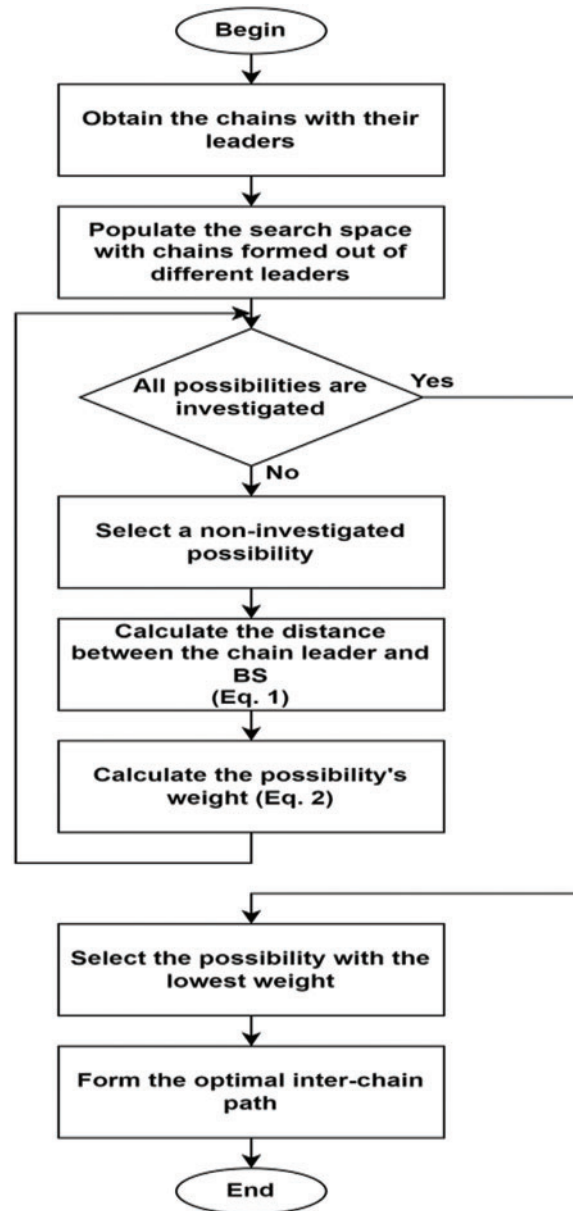 Begin
Obtain the chains with their
leaders
Populate the search space
with chains formed out of
different leaders
All possibilities are
investigated
Yes
No
Select a non-investigated
possibility
Calculate the distance
between the chain leader and
BS
(Eq. 1)
Calculate the possibility's
weight (Eq. 2)
Select the possibility with the
lowest weight
Form the optimal inter-chain
path
End